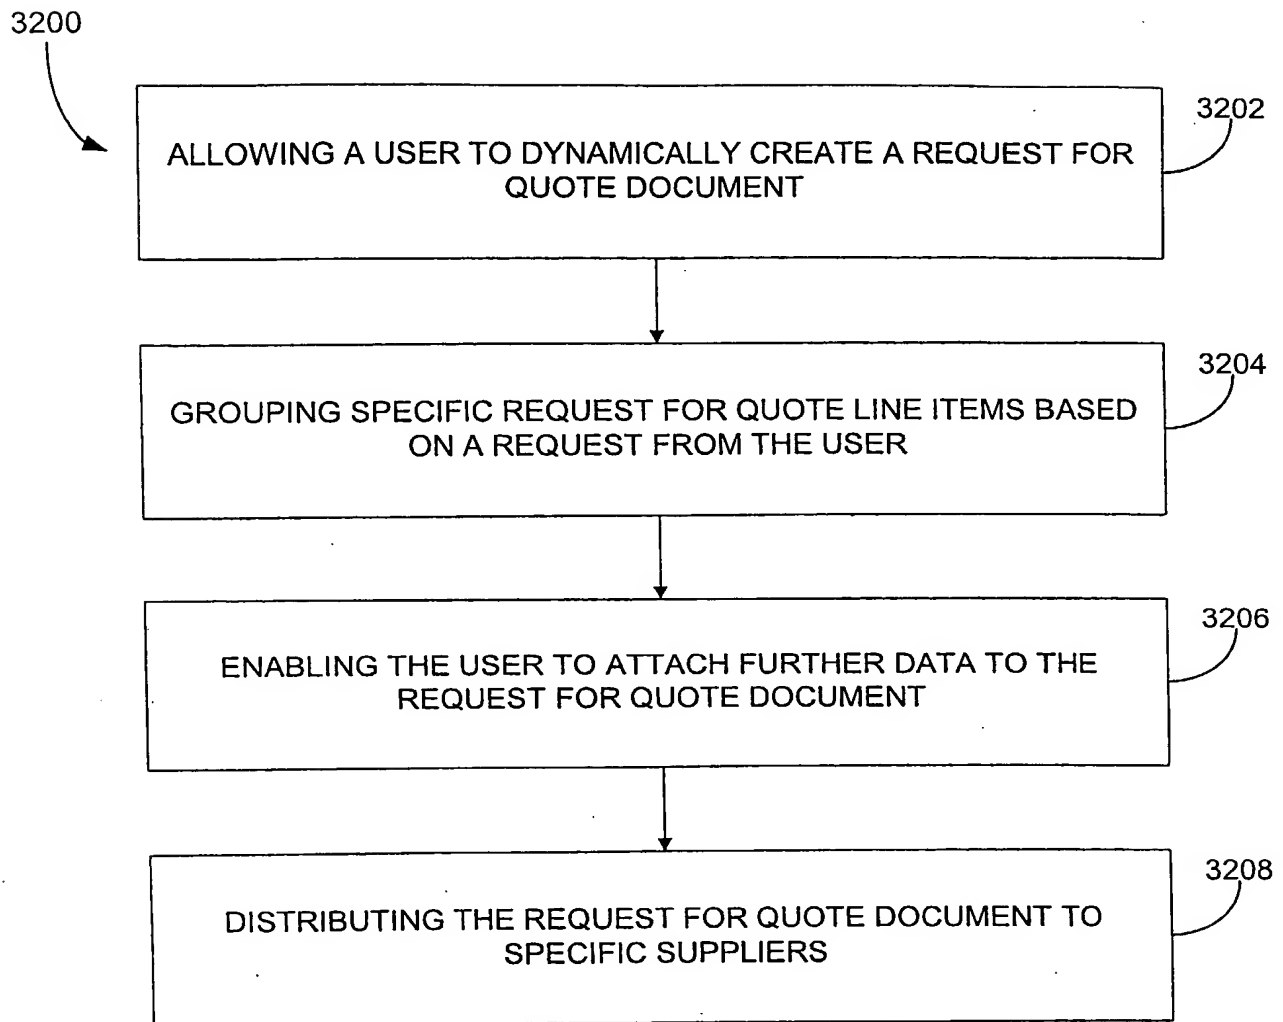 3200
3202
ALLOWING A USER TO DYNAMICALLY CREATE A REQUEST FOR
QUOTE DOCUMENT
3204
GROUPING SPECIFIC REQUEST FOR QUOTE LINE ITEMS BASED
ON A REQUEST FROM THE USER
3206
ENABLING THE USER TO ATTACH FURTHER DATA TO THE
REQUEST FOR QUOTE DOCUMENT
3208
DISTRIBUTING THE REQUEST FOR QUOTE DOCUMENT TO
SPECIFIC SUPPLIERS